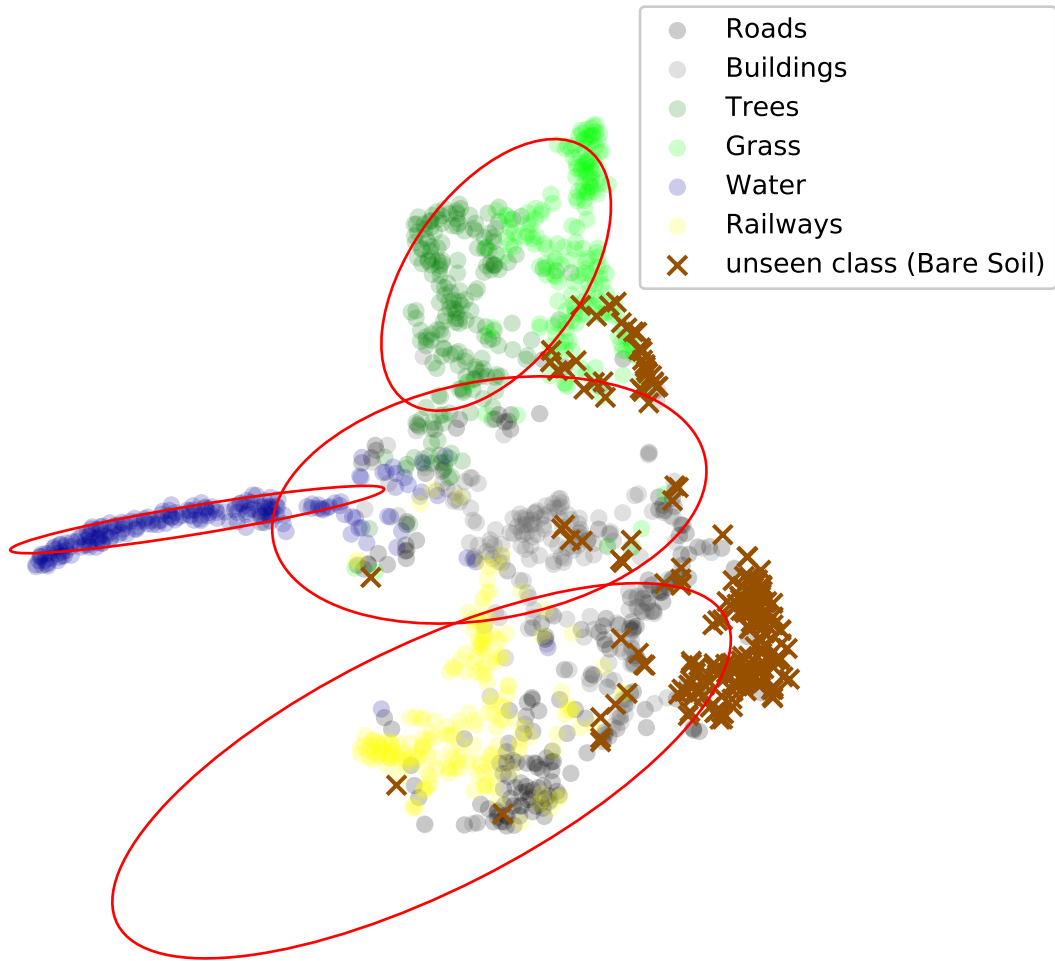 Roads
Buildings
Trees
Grass
Water
Railways
unseen class (Bare Soil)